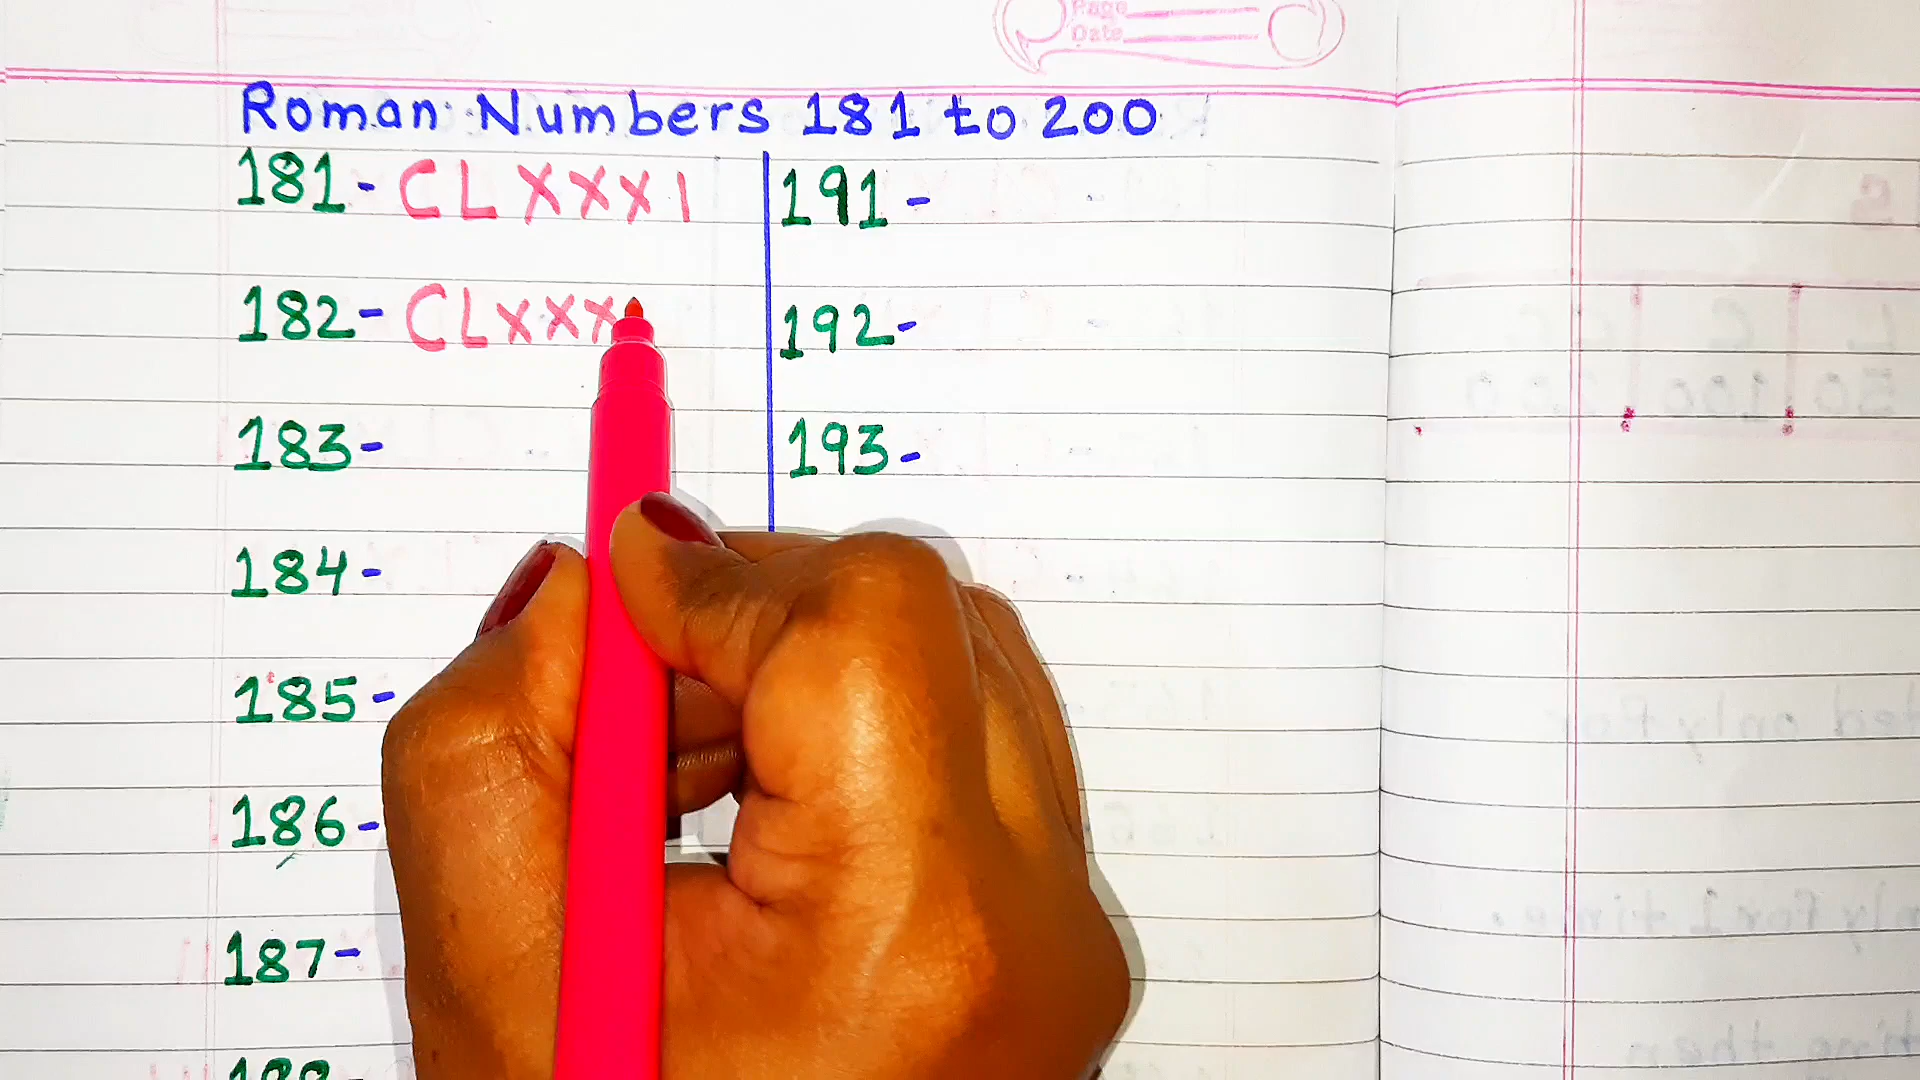 Page
Date
Roman Numbers 181 to 200
181- CLXXXI
182- CLXXX
183-
184-
185-
186-
187-
188-
191-
192-
193-